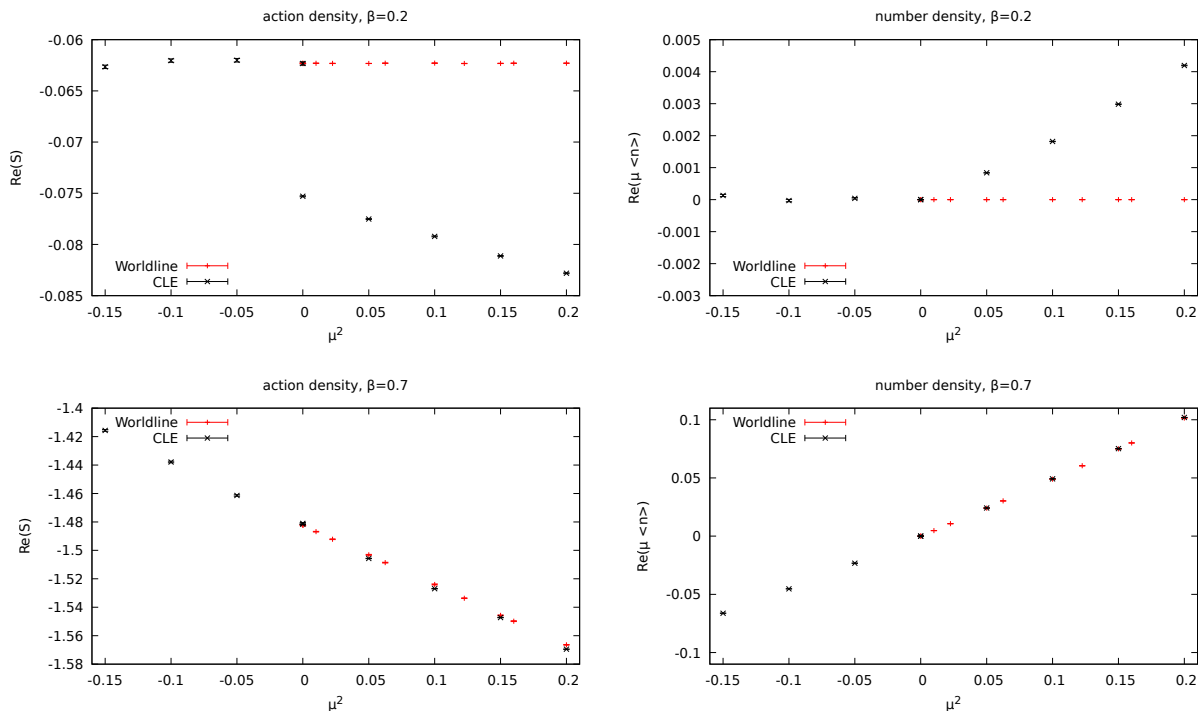 action density, β=0.2
-0.06
-0.065
-0.07
-0.075
-0.08
-0.085
Re(S)
Worldline
CLE
-0.15 -0.1 -0.05 0 0.05 0.1 0.15 0.2
μ²
number density, β=0.2
0.005
0.004
0.003
0.002
0.001
0
-0.001
-0.002
-0.003
Re(μ <n>)
Worldline
CLE
-0.15 -0.1 -0.05 0 0.05 0.1 0.15 0.2
μ²
action density, β=0.7
-1.4
-1.42
-1.44
-1.46
-1.48
-1.5
-1.52
-1.54
-1.56
-1.58
Re(S)
Worldline
CLE
-0.15 -0.1 -0.05 0 0.05 0.1 0.15 0.2
μ²
number density, β=0.7
0.1
0.05
0
-0.05
-0.1
Re(μ <n>)
Worldline
CLE
-0.15 -0.1 -0.05 0 0.05 0.1 0.15 0.2
μ²